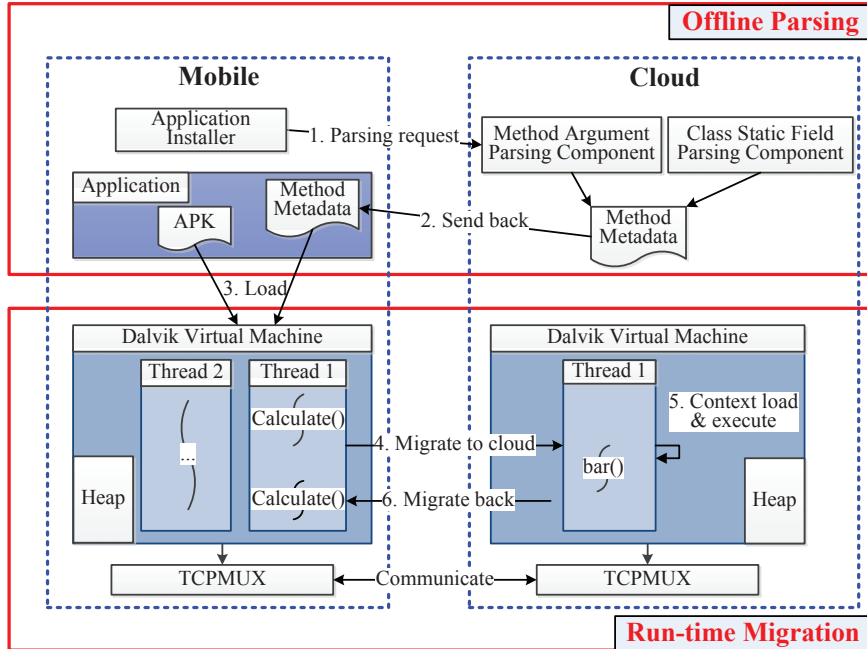 Offline Parsing
Mobile
Cloud
Application
Installer
1. Parsing request
Method Argument
Parsing Component
Class Static Field
Parsing Component
Application
APK
Method
Metadata
2. Send back
Method
Metadata
3. Load
Dalvik Virtual Machine
Thread 2
Thread 1
Calculate()
...
Calculate()
Heap
4. Migrate to cloud
6. Migrate back
Dalvik Virtual Machine
Thread 1
5. Context load
& execute
bar()
Heap
TCPMUX
Communicate
TCPMUX
Run-time Migration